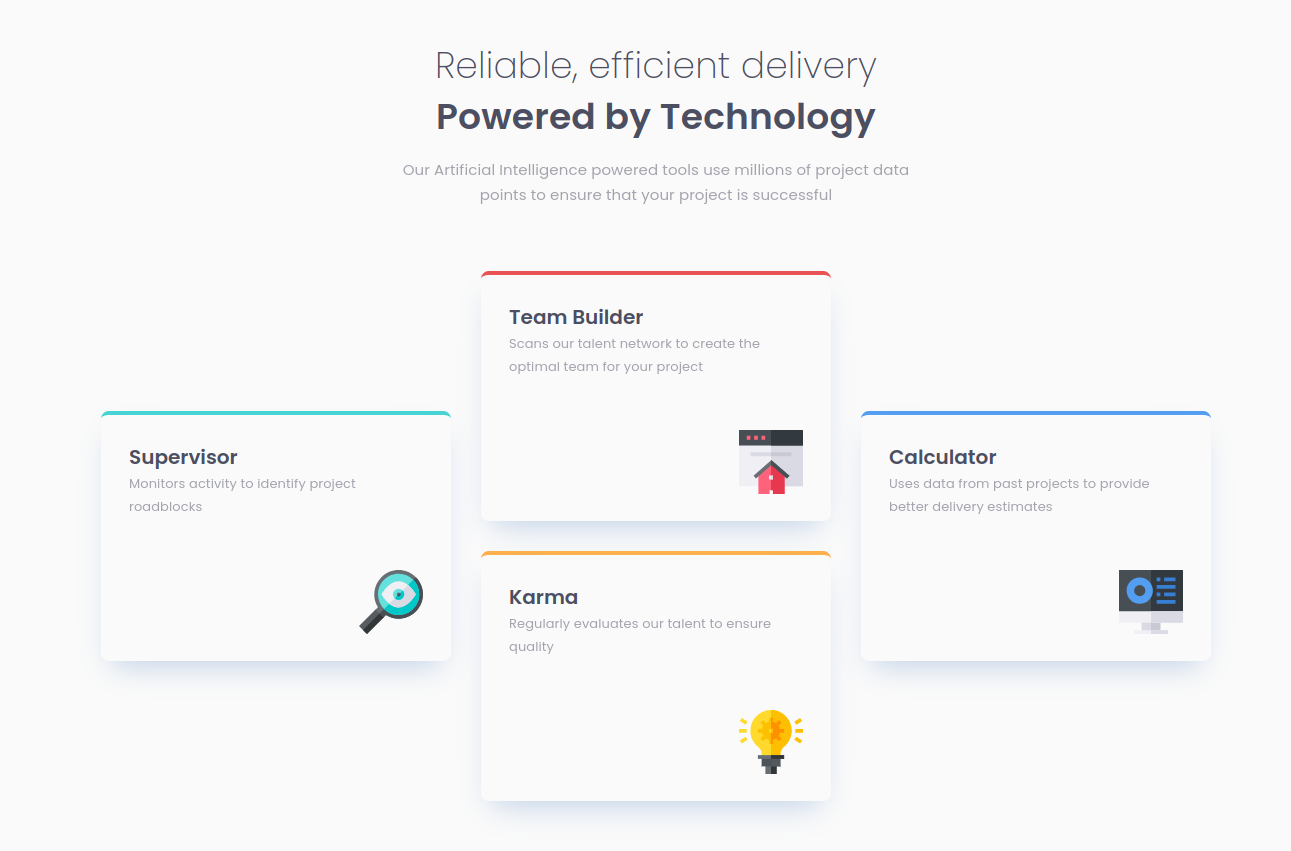 Reliable, efficient delivery
Powered by Technology
Our Artificial Intelligence powered tools use millions of project data
points to ensure that your project is successful
Supervisor
Monitors activity to identify project
roadblocks
Team Builder
Scans our talent network to create the
optimal team for your project
Karma
Regularly evaluates our talent to ensure
quality
Calculator
Uses data from past projects to provide
better delivery estimates